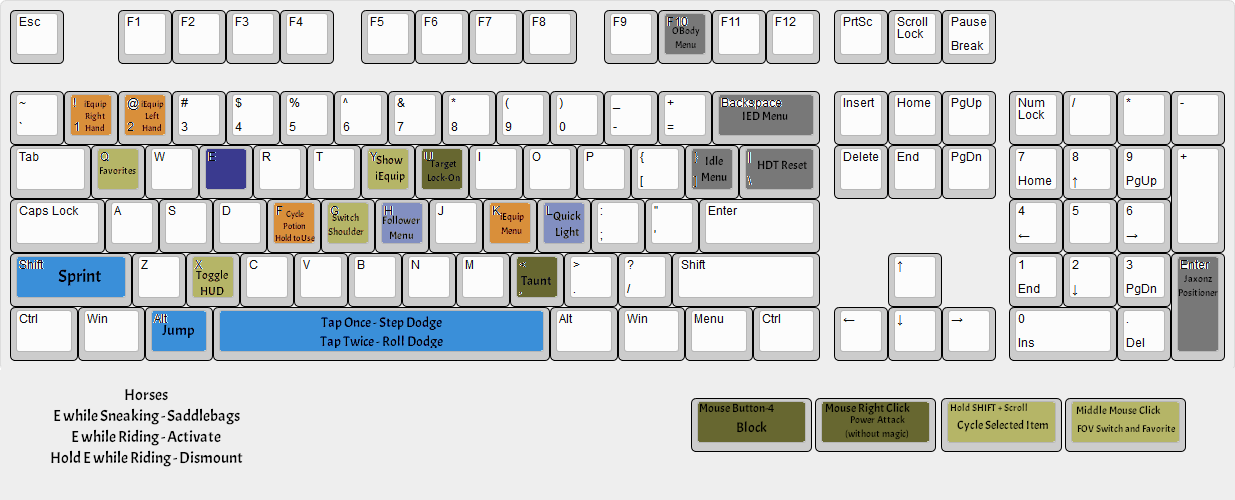 Esc F1 F2 F3 F4 F5 F6 F7 F8 F9 F10 OBody Menu F11 F12 PrtSc Scroll Lock Pause Break
~ ` ! 1 iEquip Right Hand @ 2 iEquip Left Hand # 3 $ 4 % 5 ^ 6 & 7 * 8 ( 9 ) 0 _ - + = Backspace IED Menu Insert Home PgUp Num Lock / * -
Tab Q Favorites W E R T Y Show iEquip U Target Lock-On I O P { [ } ] Idle Menu | \ HDT Reset Delete End PgDn 7 Home 8 ↑ 9 PgUp +
Caps Lock A S D F Cycle Potion Hold to Use G Switch Shoulder H Follower Menu J K iEquip Menu L Quick Light : ; " ' Enter 4 ← 5 6 →
Shift Sprint Z X Toggle HUD C V B N M < , Taunt > . ? / Shift ↑ 1 End 2 ↓ 3 PgDn Enter Jaxonz Positioner
Ctrl Win Alt Jump Tap Once - Step Dodge
Tap Twice - Roll Dodge Alt Win Menu Ctrl ← ↓ → 0 Ins . Del
Horses
E while Sneaking - Saddlebags
E while Riding - Activate
Hold E while Riding - Dismount
Mouse Button-4
Block
Mouse Right Click
Power Attack
(without magic)
Hold SHIFT + Scroll
Cycle Selected Item
Middle Mouse Click
FOV Switch and Favorite